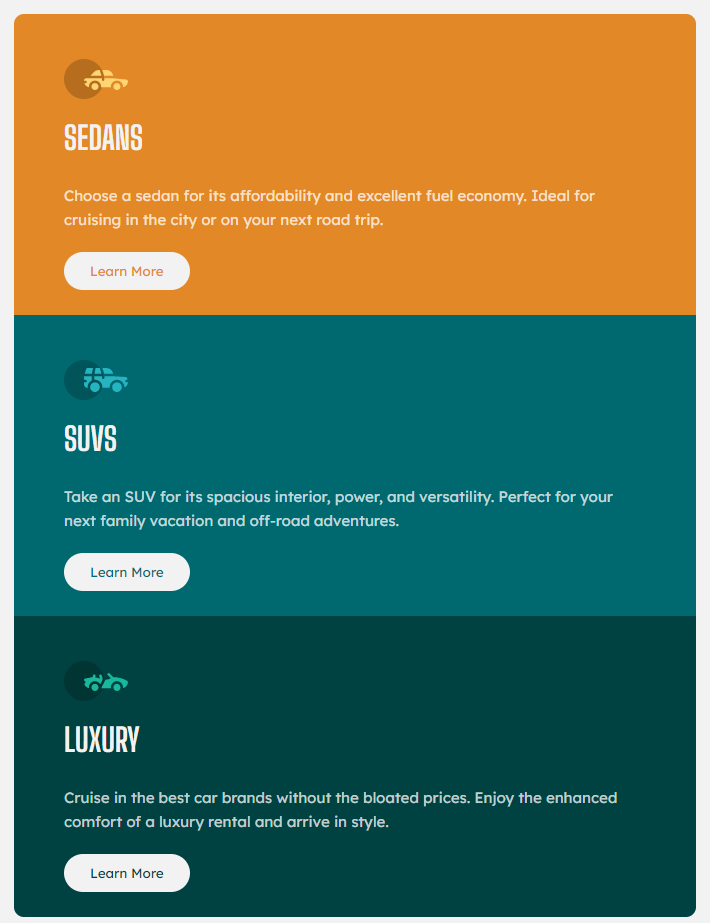 SEDANS
Choose a sedan for its affordability and excellent fuel economy. Ideal for
cruising in the city or on your next road trip.
Learn More
SUVS
Take an SUV for its spacious interior, power, and versatility. Perfect for your
next family vacation and off-road adventures.
Learn More
LUXURY
Cruise in the best car brands without the bloated prices. Enjoy the enhanced
comfort of a luxury rental and arrive in style.
Learn More